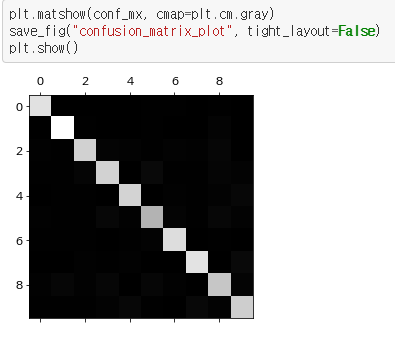 plt.matshow(conf_mx, cmap=plt.cm.gray)
save_fig("confusion_matrix_plot", tight_layout=False)
plt.show()
0 2 4 6 8
0
2
4
6
8